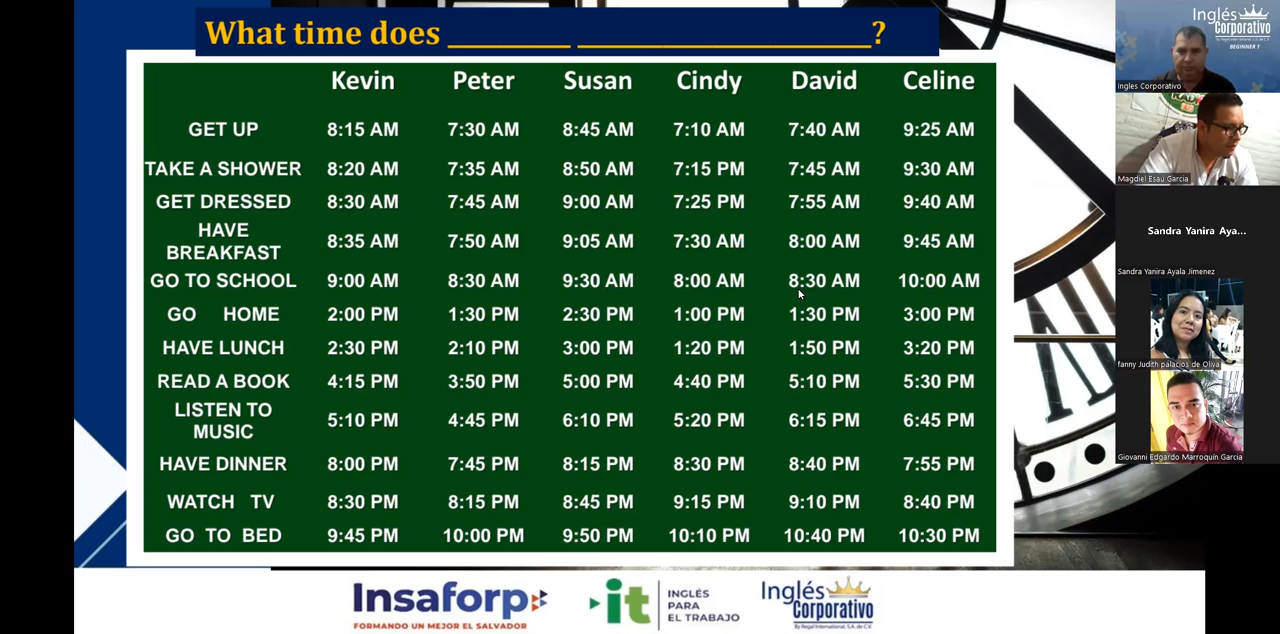 What time does __________ ________________________?
Kevin Peter Susan Cindy David Celine
GET UP 8:15 AM 7:30 AM 8:45 AM 7:10 AM 7:40 AM 9:25 AM
TAKE A SHOWER 8:20 AM 7:35 AM 8:50 AM 7:15 PM 7:45 AM 9:30 AM
GET DRESSED 8:30 AM 7:45 AM 9:00 AM 7:25 PM 7:55 AM 9:40 AM
HAVE
BREAKFAST 8:35 AM 7:50 AM 9:05 AM 7:30 AM 8:00 AM 9:45 AM
GO TO SCHOOL 9:00 AM 8:30 AM 9:30 AM 8:00 AM 8:30 AM 10:00 AM
GO HOME 2:00 PM 1:30 PM 2:30 PM 1:00 PM 1:30 PM 3:00 PM
HAVE LUNCH 2:30 PM 2:10 PM 3:00 PM 1:20 PM 1:50 PM 3:20 PM
READ A BOOK 4:15 PM 3:50 PM 5:00 PM 4:40 PM 5:10 PM 5:30 PM
LISTEN TO
MUSIC 5:10 PM 4:45 PM 6:10 PM 5:20 PM 6:15 PM 6:45 PM
HAVE DINNER 8:00 PM 7:45 PM 8:15 PM 8:30 PM 8:40 PM 7:55 PM
WATCH TV 8:30 PM 8:15 PM 8:45 PM 9:15 PM 9:10 PM 8:40 PM
GO TO BED 9:45 PM 10:00 PM 9:50 PM 10:10 PM 10:40 PM 10:30 PM
Insaforp
FORMANDO UN MEJOR EL SALVADOR
it
INGLÉS
PARA
EL TRABAJO
Inglés
Corporativo
By Regal International, S.A. de C.V.
Inglés
Corporativo
By Regal International, S.A. de C.V.
BEGINNER 1
Ingles Corporativo
Magdiel Esaú Garcia
Sandra Yanira Aya...
Sandra Yanira Ayala Jimenez
fanny Judith palacios de Oliva
Giovanni Edgardo Marroquín Garcia